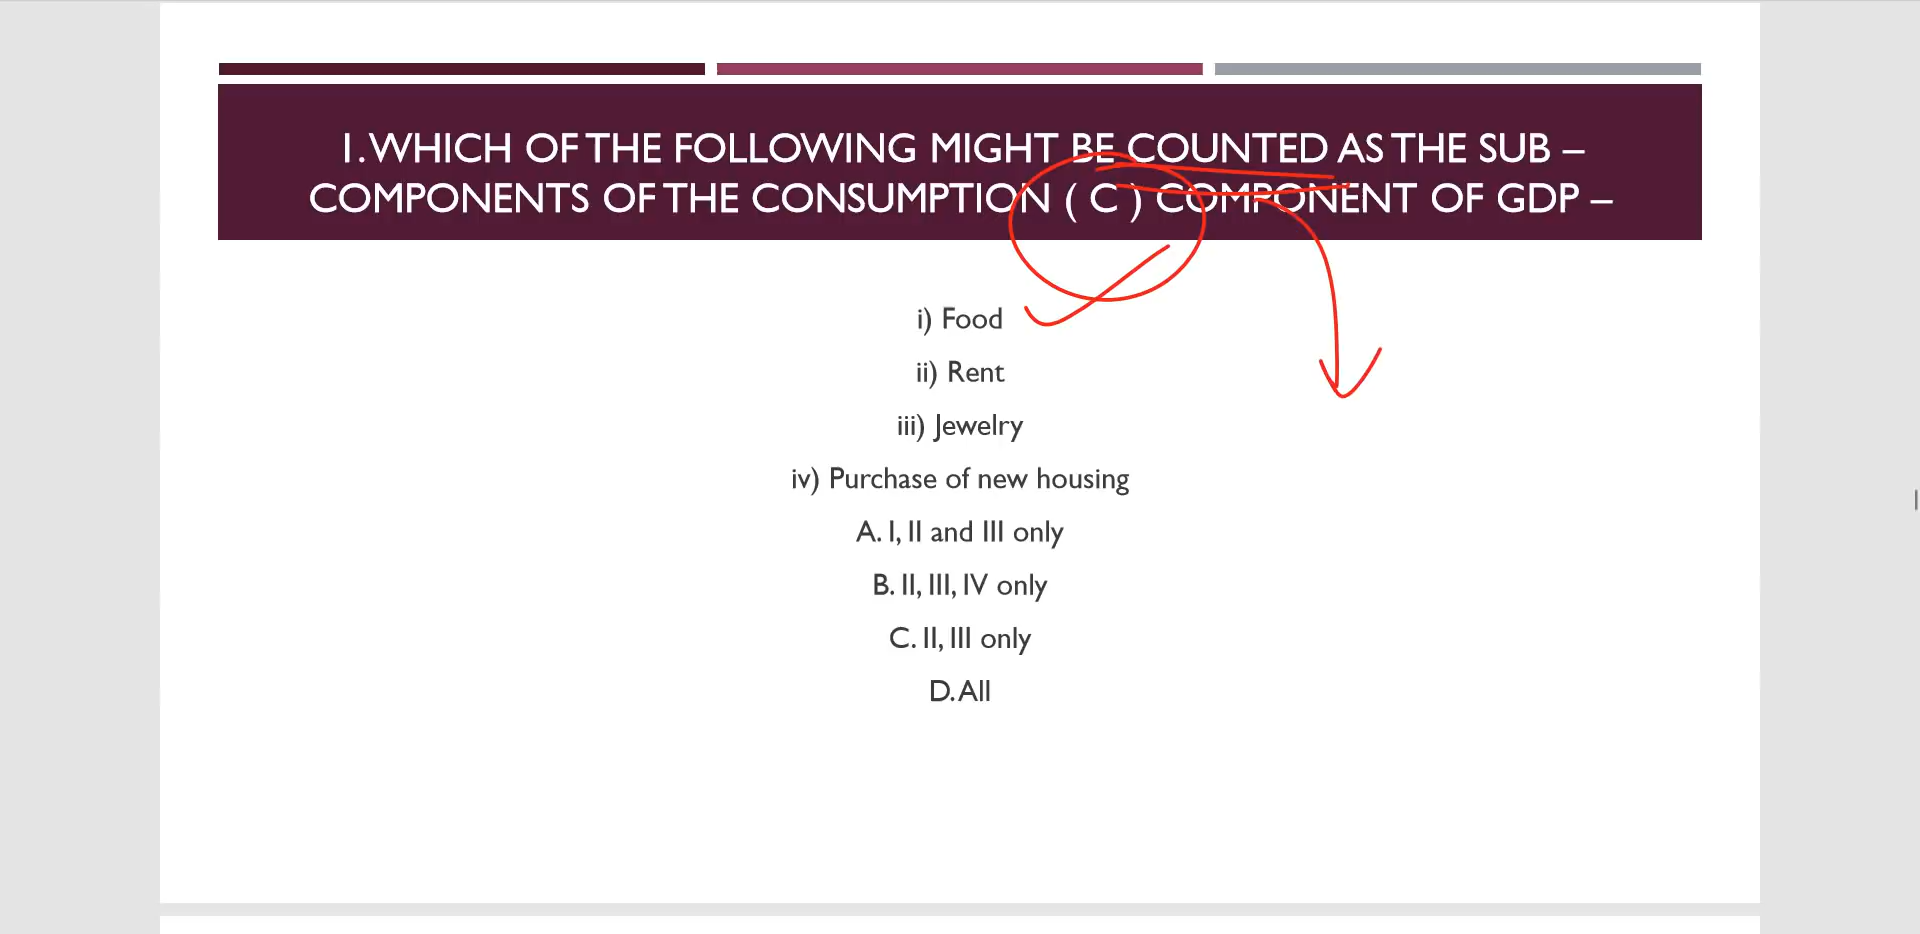 1. WHICH OF THE FOLLOWING MIGHT BE COUNTED AS THE SUB –
COMPONENTS OF THE CONSUMPTION ( C ) COMPONENT OF GDP –
i) Food
ii) Rent
iii) Jewelry
iv) Purchase of new housing
A. I, II and III only
B. II, III, IV only
C. II, III only
D. All